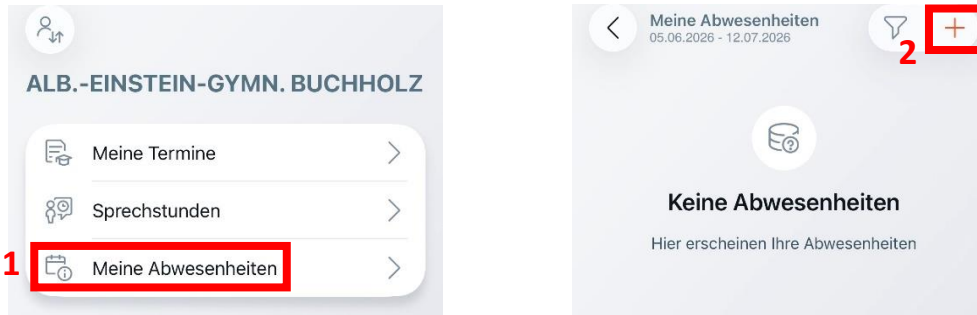 ALB.-EINSTEIN-GYMN. BUCHHOLZ
Meine Termine
Sprechstunden
1 Meine Abwesenheiten
Meine Abwesenheiten
05.06.2026 - 12.07.2026
2
Keine Abwesenheiten
Hier erscheinen Ihre Abwesenheiten